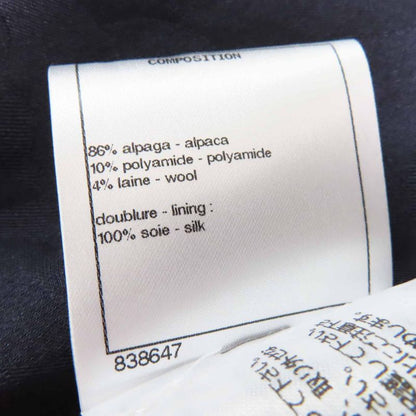 COMPOSITION
86% alpaga - alpaca
10% polyamide - polyamide
4% laine - wool
doublure - lining :
100% soie - silk
838647